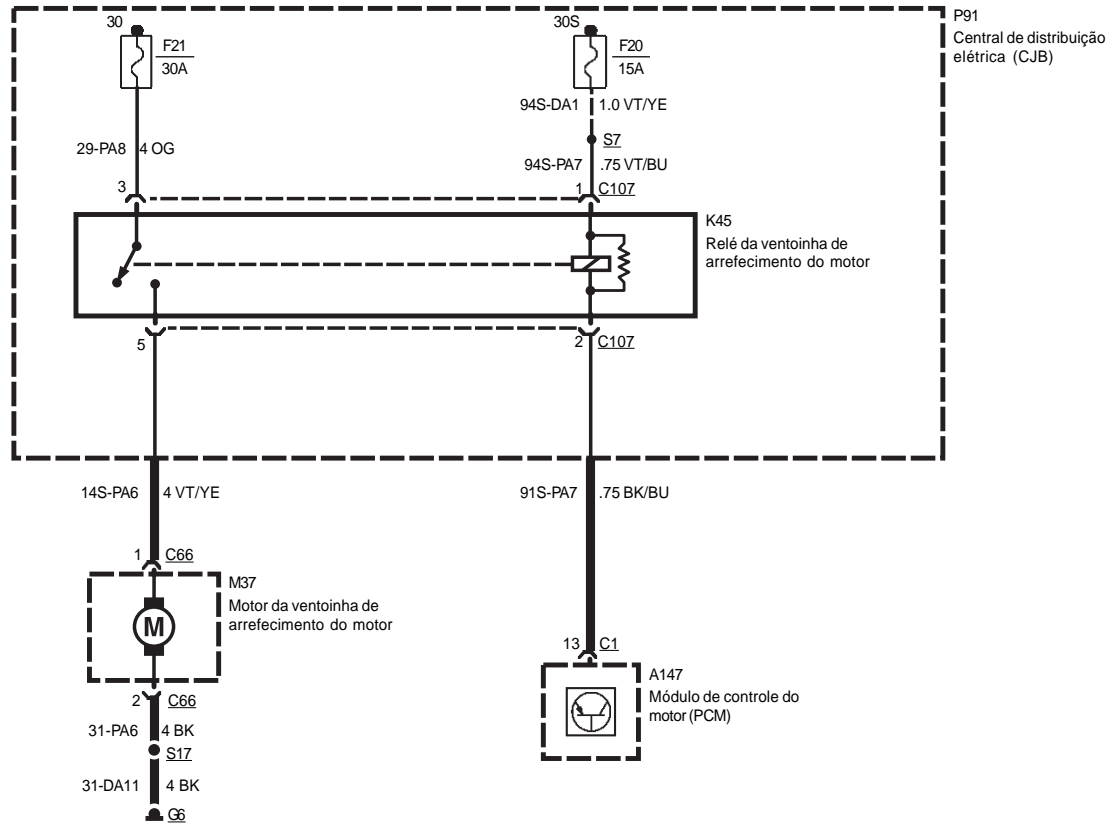 30
F21
30A
30S
F20
15A
P91
Central de distribuição
elétrica (CJB)
94S-DA1 1.0 VT/YE
S7
29-PA8 4 OG
94S-PA7 .75 VT/BU
3
1 C107
K45
Relé da ventoinha de
arrefecimento do motor
5
2 C107
14S-PA6 4 VT/YE
91S-PA7 .75 BK/BU
1 C66
M37
Motor da ventoinha de
arrefecimento do motor
M
13 C1
A147
Módulo de controle do
motor (PCM)
2 C66
31-PA6 4 BK
S17
31-DA11 4 BK
G6